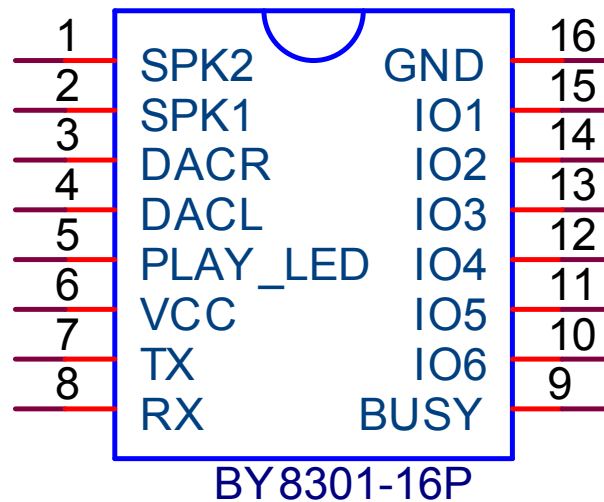 1 SPK2 GND 16
2 SPK1 IO1 15
3 DACR IO2 14
4 DACL IO3 13
5 PLAY_LED IO4 12
6 VCC IO5 11
7 TX IO6 10
8 RX BUSY 9
BY8301-16P